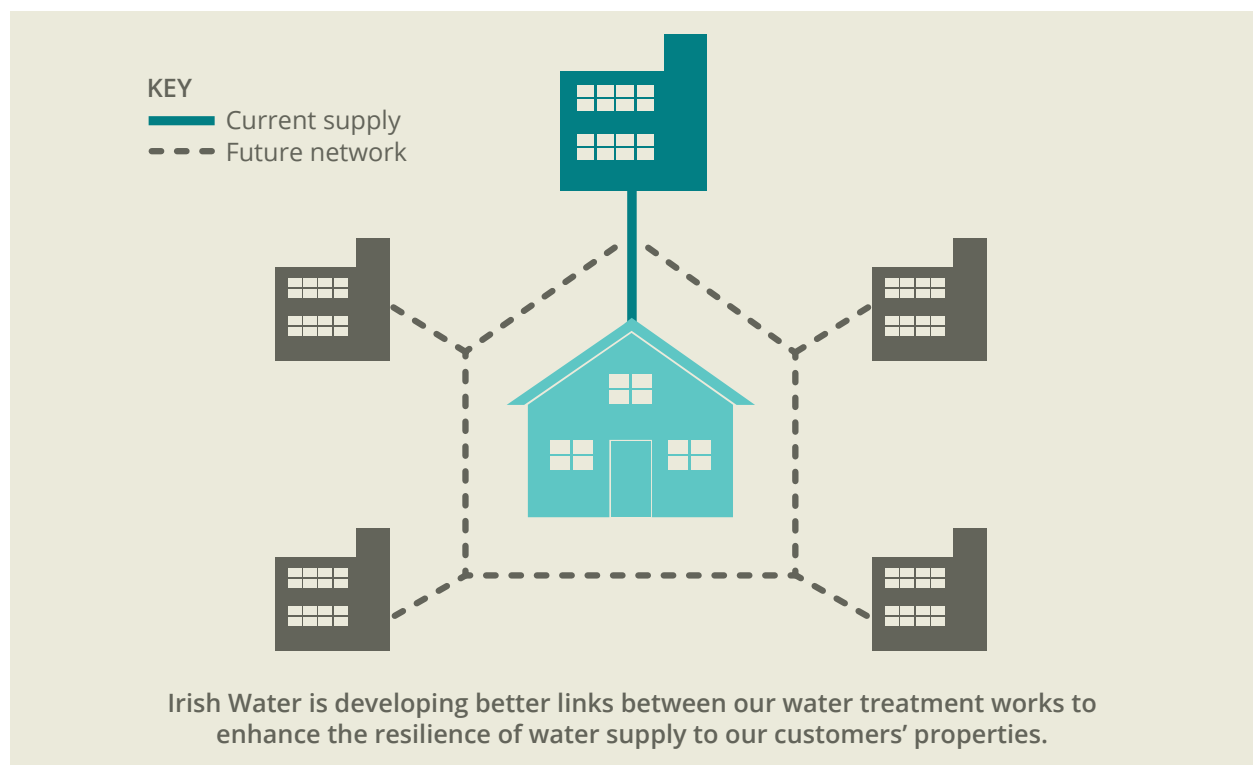 KEY
Current supply
Future network
Irish Water is developing better links between our water treatment works to
enhance the resilience of water supply to our customers’ properties.